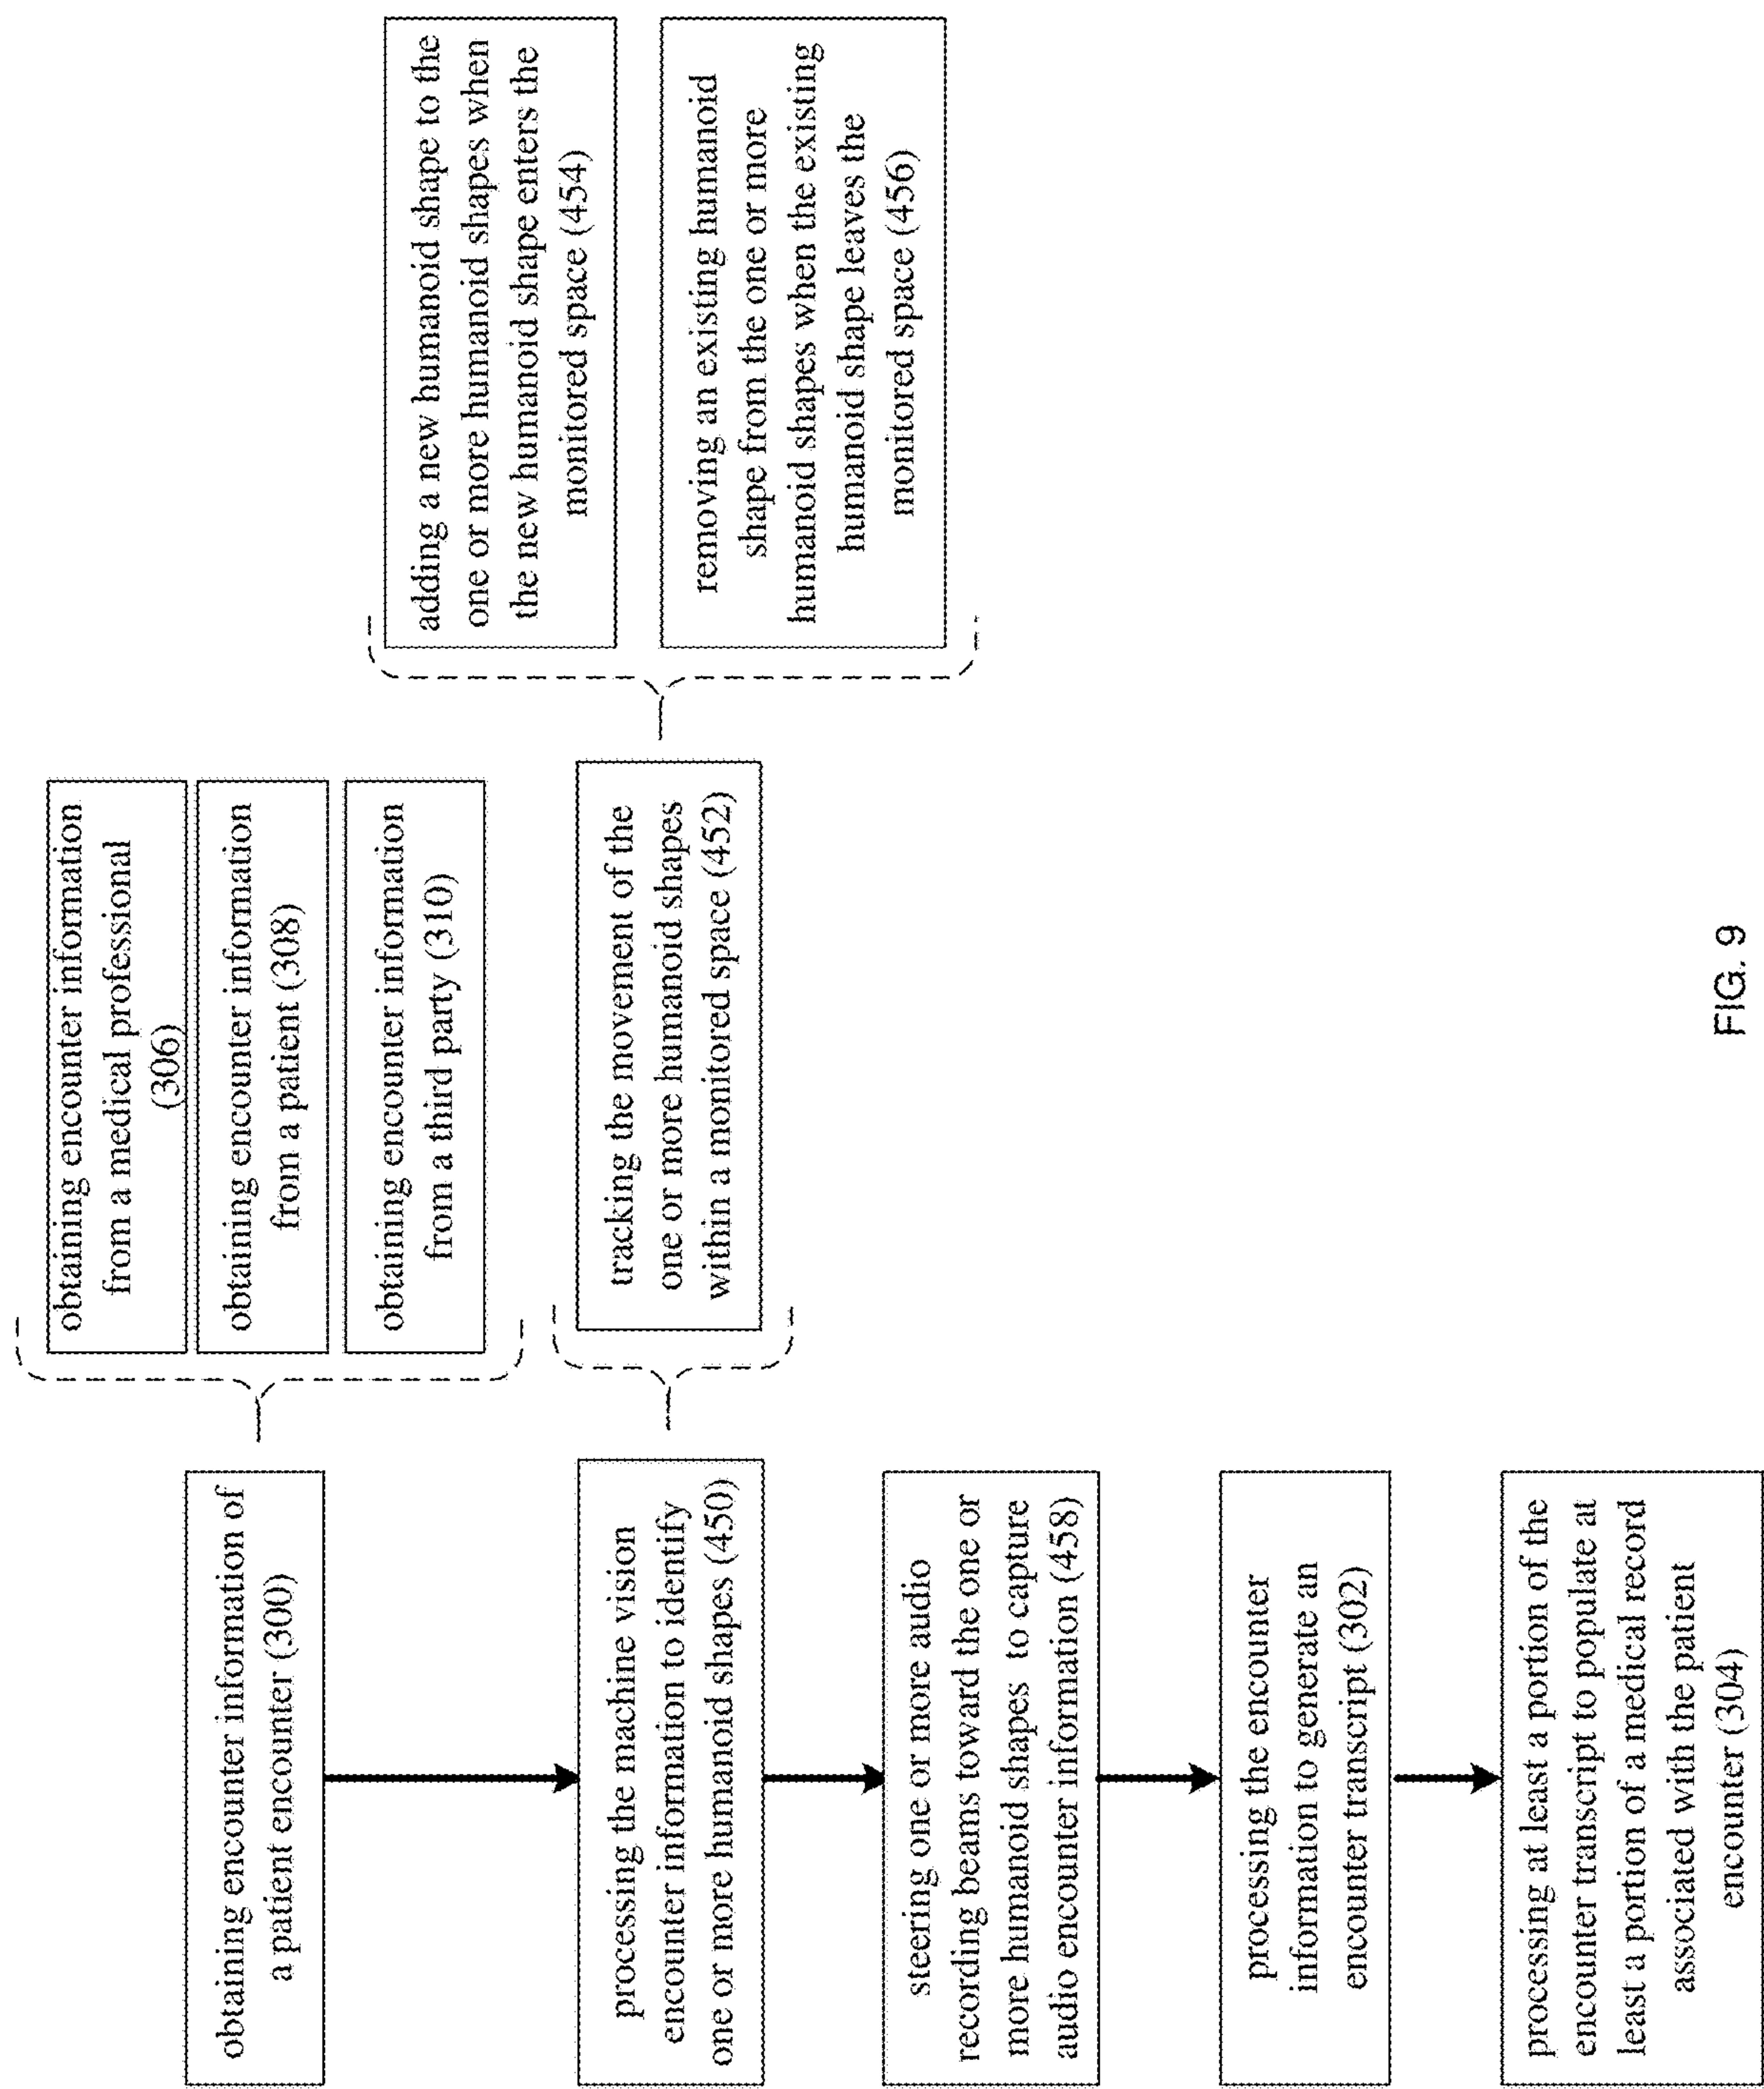 obtaining encounter information of
a patient encounter (300)
obtaining encounter information
from a medical professional
(306)
obtaining encounter information
from a patient (308)
obtaining encounter information
from a third party (310)
processing the machine vision
encounter information to identify
one or more humanoid shapes (450)
tracking the movement of the
one or more humanoid shapes
within a monitored space (452)
adding a new humanoid shape to the
one or more humanoid shapes when
the new humanoid shape enters the
monitored space (454)
removing an existing humanoid
shape from the one or more
humanoid shapes when the existing
humanoid shape leaves the
monitored space (456)
steering one or more audio
recording beams toward the one or
more humanoid shapes to capture
audio encounter information (458)
processing the encounter
information to generate an
encounter transcript (302)
processing at least a portion of the
encounter transcript to populate at
least a portion of a medical record
associated with the patient
encounter (304)
FIG. 9